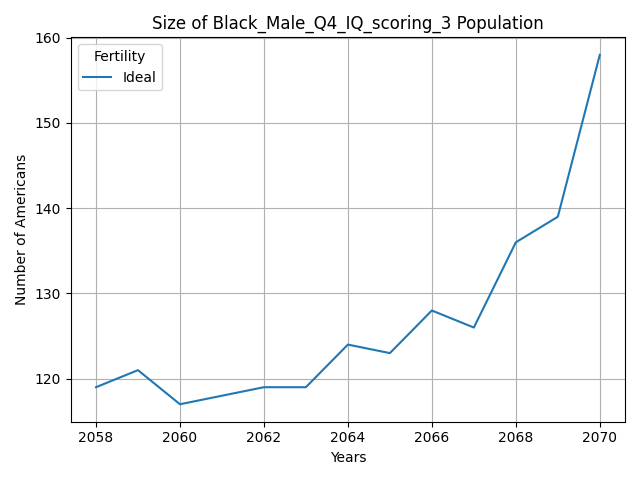 Size of Black_Male_Q4_IQ_scoring_3 Population
160
150
140
130
120
Number of Americans
Fertility
Ideal
2058 2060 2062 2064 2066 2068 2070
Years